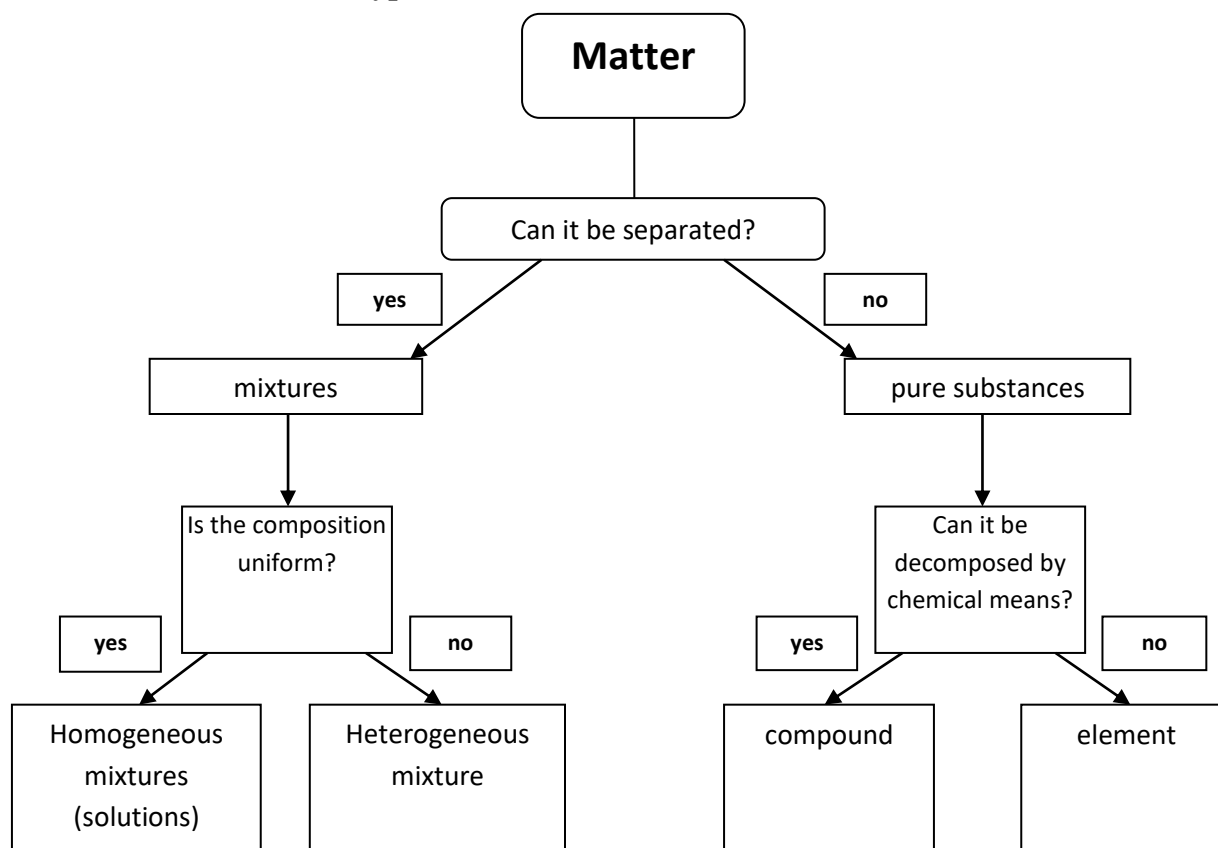 Matter
Can it be separated?
yes
no
mixtures
pure substances
Is the composition
uniform?
Can it be
decomposed by
chemical means?
yes
no
yes
no
Homogeneous
mixtures
(solutions)
Heterogeneous
mixture
compound
element